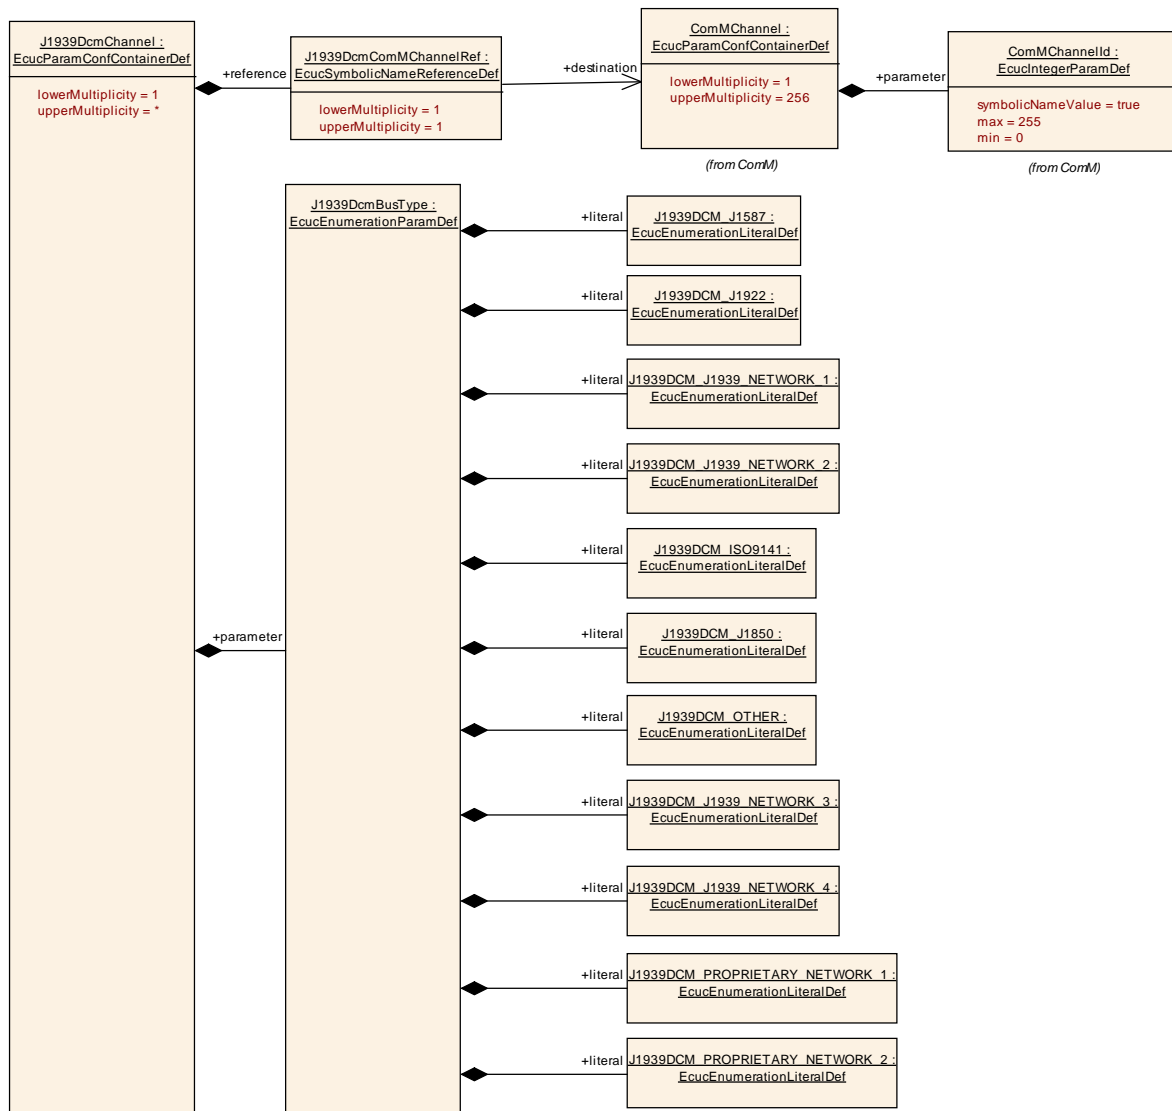 J1939DcmChannel :
EcucParamConfContainerDef
lowerMultiplicity = 1
upperMultiplicity = *
+reference
J1939DcmComMChannelRef :
EcucSymbolicNameReferenceDef
lowerMultiplicity = 1
upperMultiplicity = 1
+destination
ComMChannel :
EcucParamConfContainerDef
lowerMultiplicity = 1
upperMultiplicity = 256
(from ComM)
+parameter
ComMChannelId :
EcucIntegerParamDef
symbolicNameValue = true
max = 255
min = 0
(from ComM)
+parameter
J1939DcmBusType :
EcucEnumerationParamDef
+literal
J1939DCM_J1587 :
EcucEnumerationLiteralDef
+literal
J1939DCM_J1922 :
EcucEnumerationLiteralDef
+literal
J1939DCM_J1939_NETWORK_1 :
EcucEnumerationLiteralDef
+literal
J1939DCM_J1939_NETWORK_2 :
EcucEnumerationLiteralDef
+literal
J1939DCM_ISO9141 :
EcucEnumerationLiteralDef
+literal
J1939DCM_J1850 :
EcucEnumerationLiteralDef
+literal
J1939DCM_OTHER :
EcucEnumerationLiteralDef
+literal
J1939DCM_J1939_NETWORK_3 :
EcucEnumerationLiteralDef
+literal
J1939DCM_J1939_NETWORK_4 :
EcucEnumerationLiteralDef
+literal
J1939DCM_PROPRIETARY_NETWORK_1 :
EcucEnumerationLiteralDef
+literal
J1939DCM_PROPRIETARY_NETWORK_2 :
EcucEnumerationLiteralDef